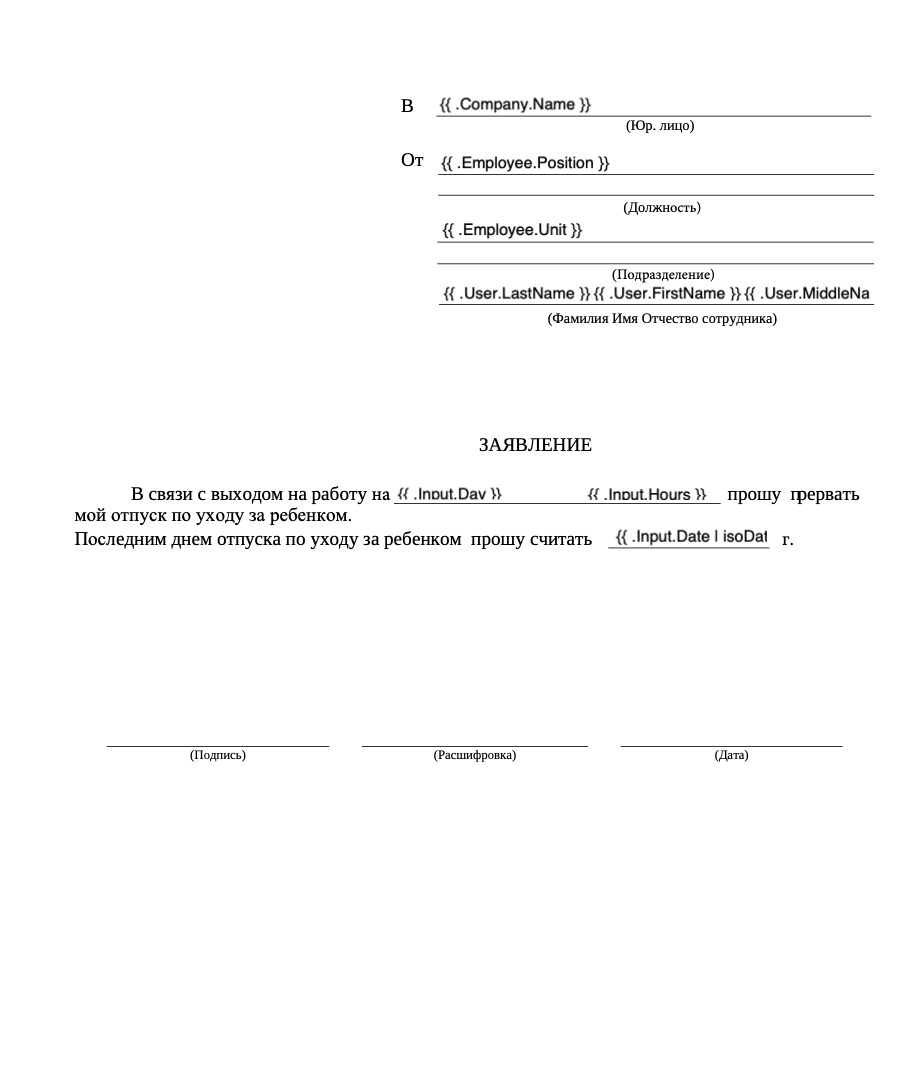 В {{ .Company.Name }}
(Юр. лицо)
От {{ .Employee.Position }}
(Должность)
{{ .Employee.Unit }}
(Подразделение)
{{ .User.LastName }} {{ .User.FirstName }} {{ .User.MiddleNa
(Фамилия Имя Отчество сотрудника)
ЗАЯВЛЕНИЕ
В связи с выходом на работу на {{ .Input.Day }} {{ .Input.Hours }} прошу прервать
мой отпуск по уходу за ребенком.
Последним днем отпуска по уходу за ребенком прошу считать {{ .Input.Date | isoDat г.
(Подпись) (Расшифровка) (Дата)